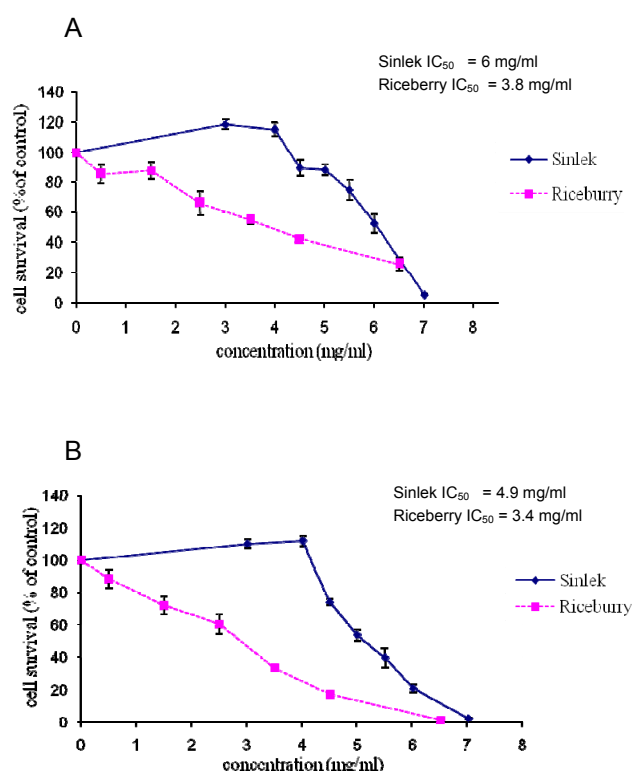 A
Sinlek IC₅₀ = 6 mg/ml
Riceberry IC₅₀ = 3.8 mg/ml
140
120
100
80
60
40
20
0
cell survival (% of control)
0 1 2 3 4 5 6 7 8
concentration (mg/ml)
Sinlek
Riceburry
B
Sinlek IC₅₀ = 4.9 mg/ml
Riceberry IC₅₀ = 3.4 mg/ml
140
120
100
80
60
40
20
0
cell survival (% of control)
0 1 2 3 4 5 6 7 8
concentration (mg/ml)
Sinlek
Riceburry